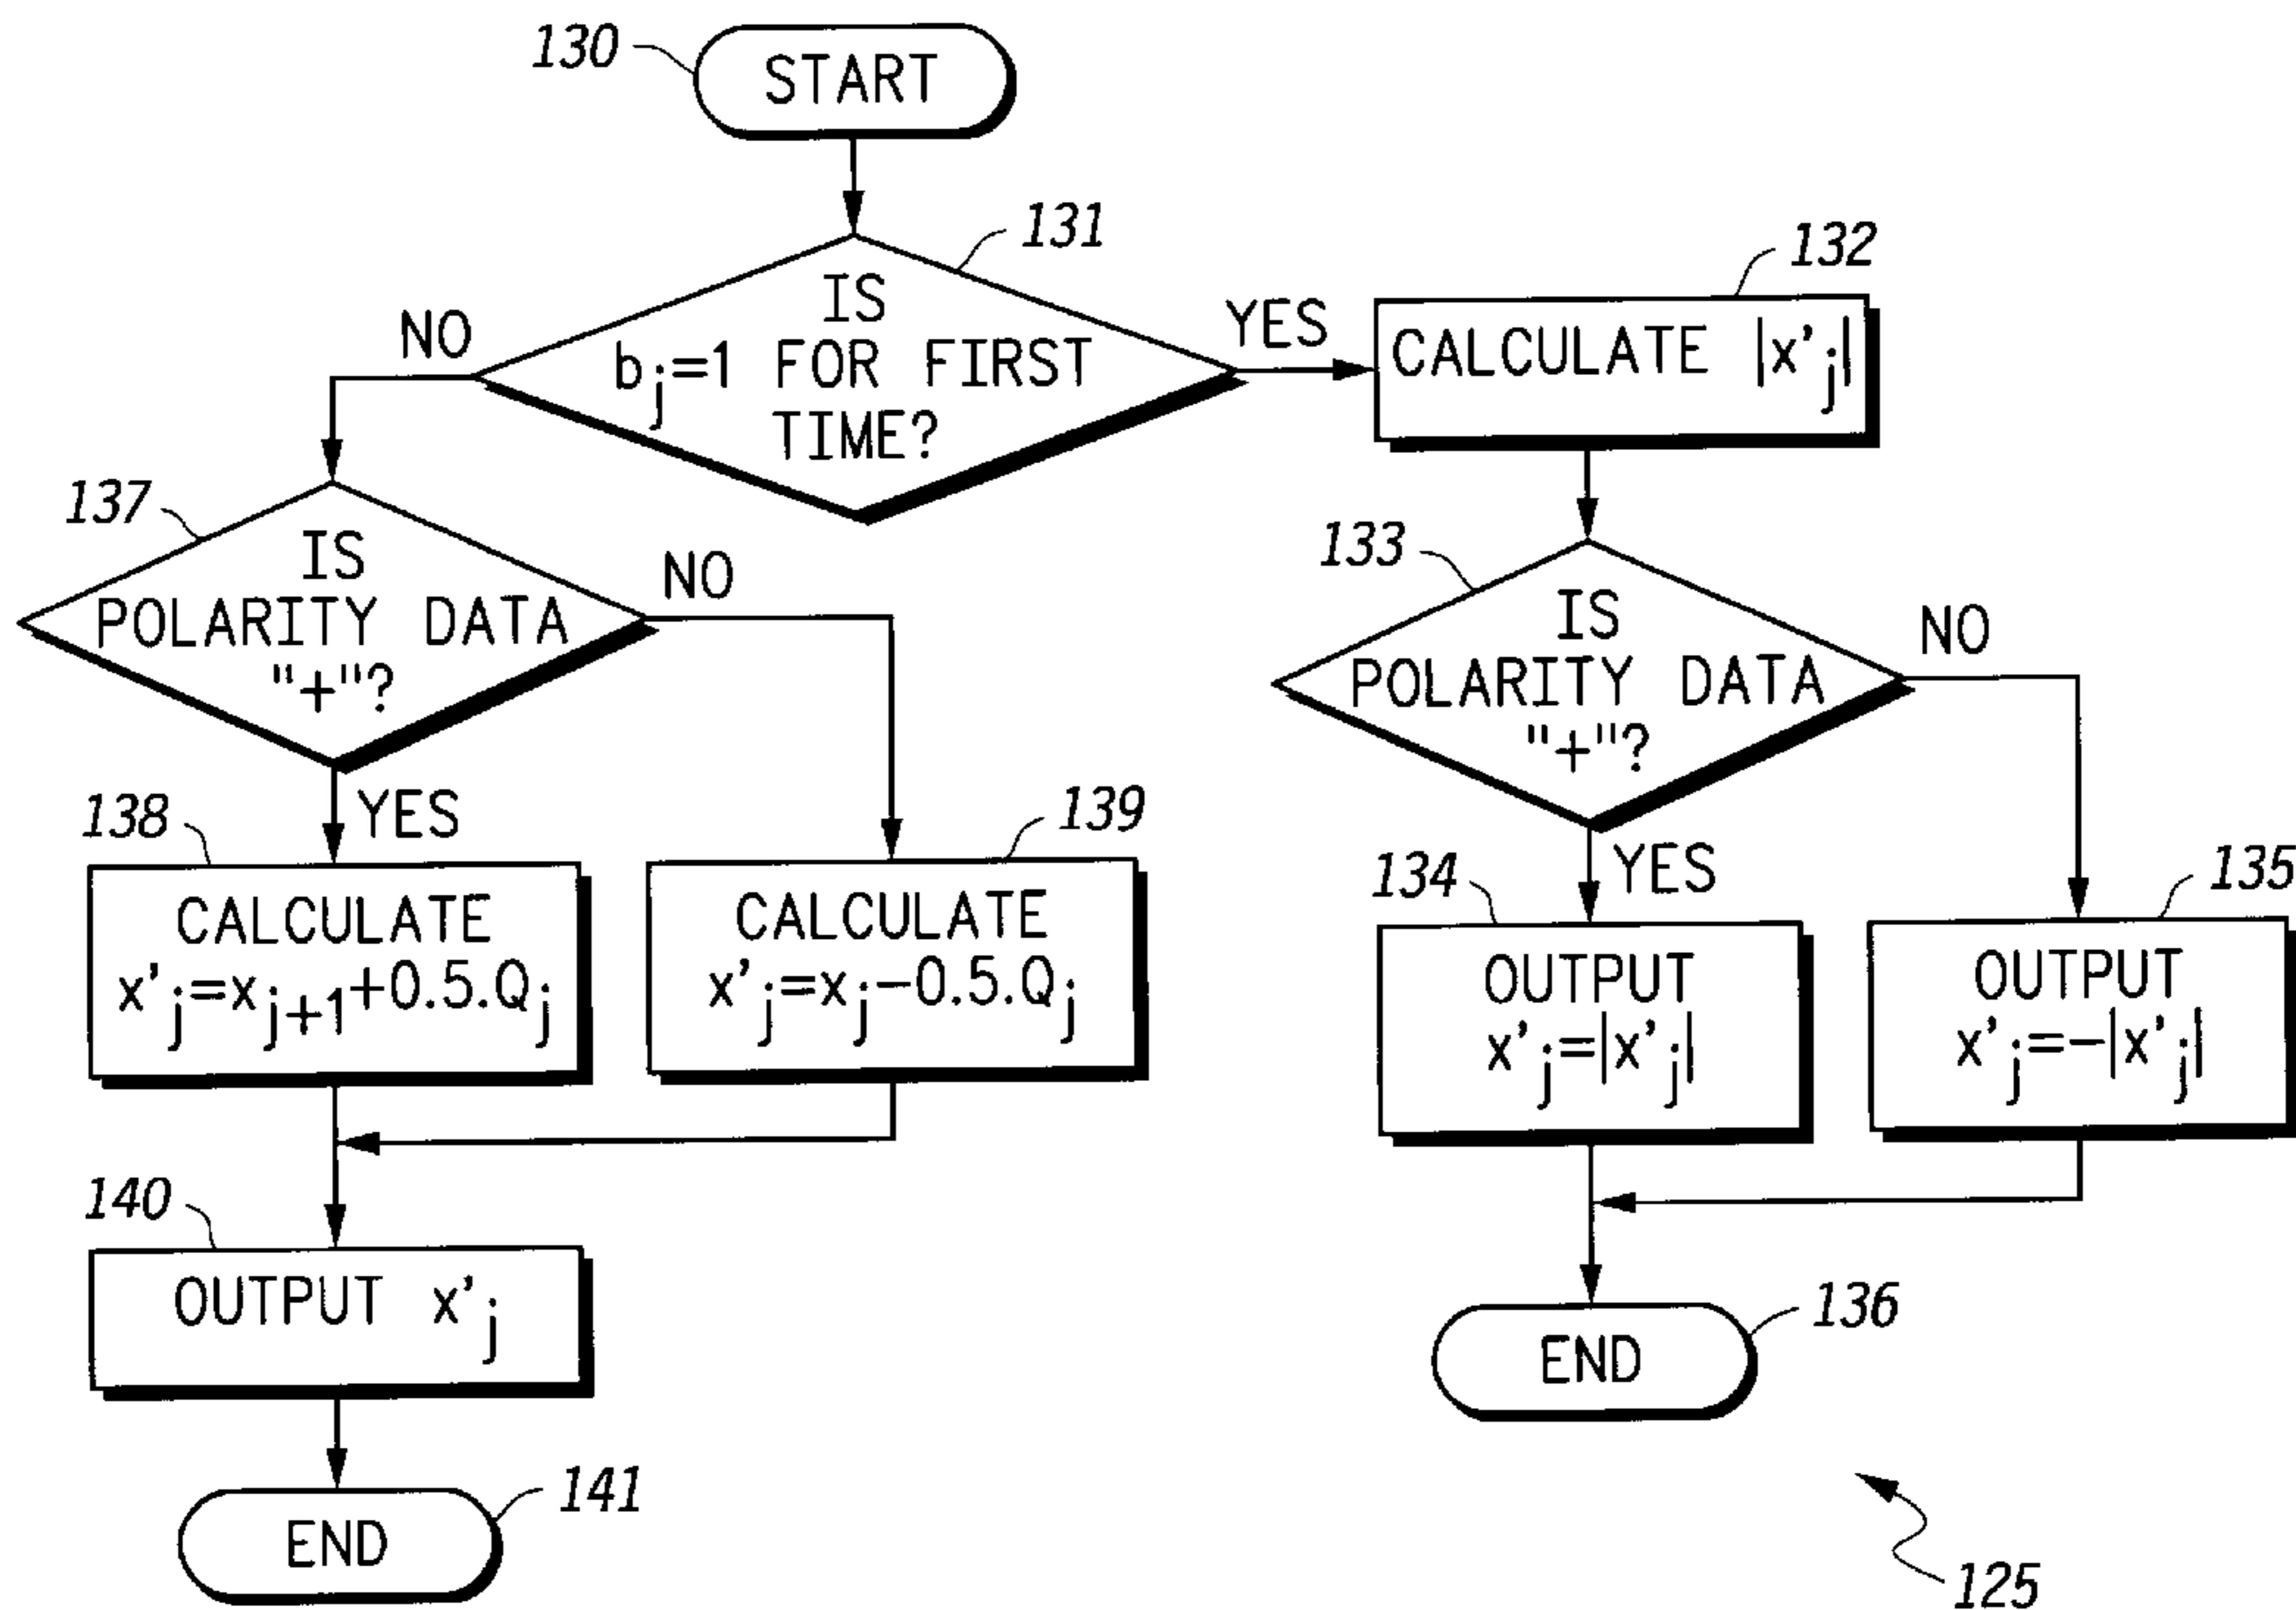 130
START
131
IS
b_j=1 FOR FIRST
TIME?
NO
YES
132
CALCULATE |x'_j|
137
IS
POLARITY DATA
"+"?
NO
YES
133
IS
POLARITY DATA
"+"?
NO
YES
138
CALCULATE
x'_j=x_{j+1}+0.5.Q_j
139
CALCULATE
x'_j=x_j-0.5.Q_j
134
OUTPUT
x'_j=|x'_j|
135
OUTPUT
x'_j=-|x'_j|
140
OUTPUT x'_j
136
END
141
END
125